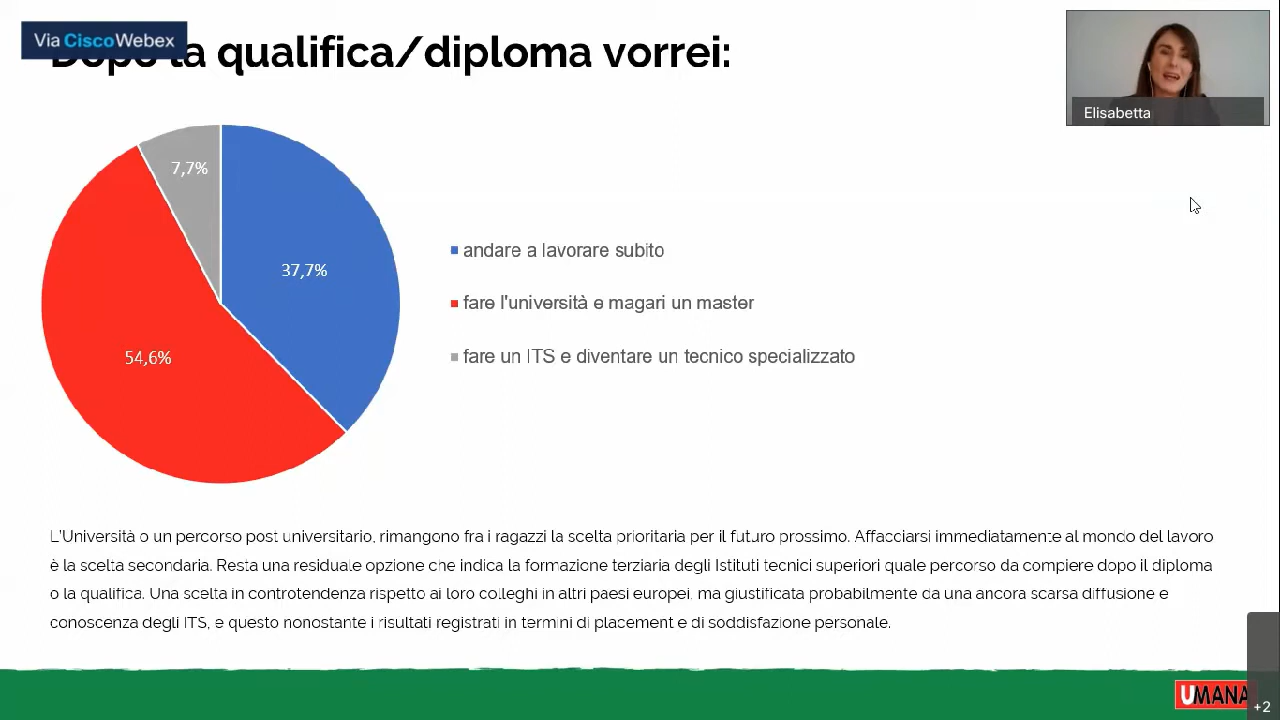 Via CiscoWebex
Dopo la qualifica/diploma vorrei:
Elisabetta
7,7%
37,7%
54,6%
andare a lavorare subito
fare l'università e magari un master
fare un ITS e diventare un tecnico specializzato
L'Università o un percorso post universitario, rimangono fra i ragazzi la scelta prioritaria per il futuro prossimo. Affacciarsi immediatamente al mondo del lavoro
è la scelta secondaria. Resta una residuale opzione che indica la formazione terziaria degli Istituti tecnici superiori quale percorso da compiere dopo il diploma
o la qualifica. Una scelta in controtendenza rispetto ai loro colleghi in altri paesi europei, ma giustificata probabilmente da una ancora scarsa diffusione e
conoscenza degli ITS, e questo nonostante i risultati registrati in termini di placement e di soddisfazione personale.
UMANA
+2